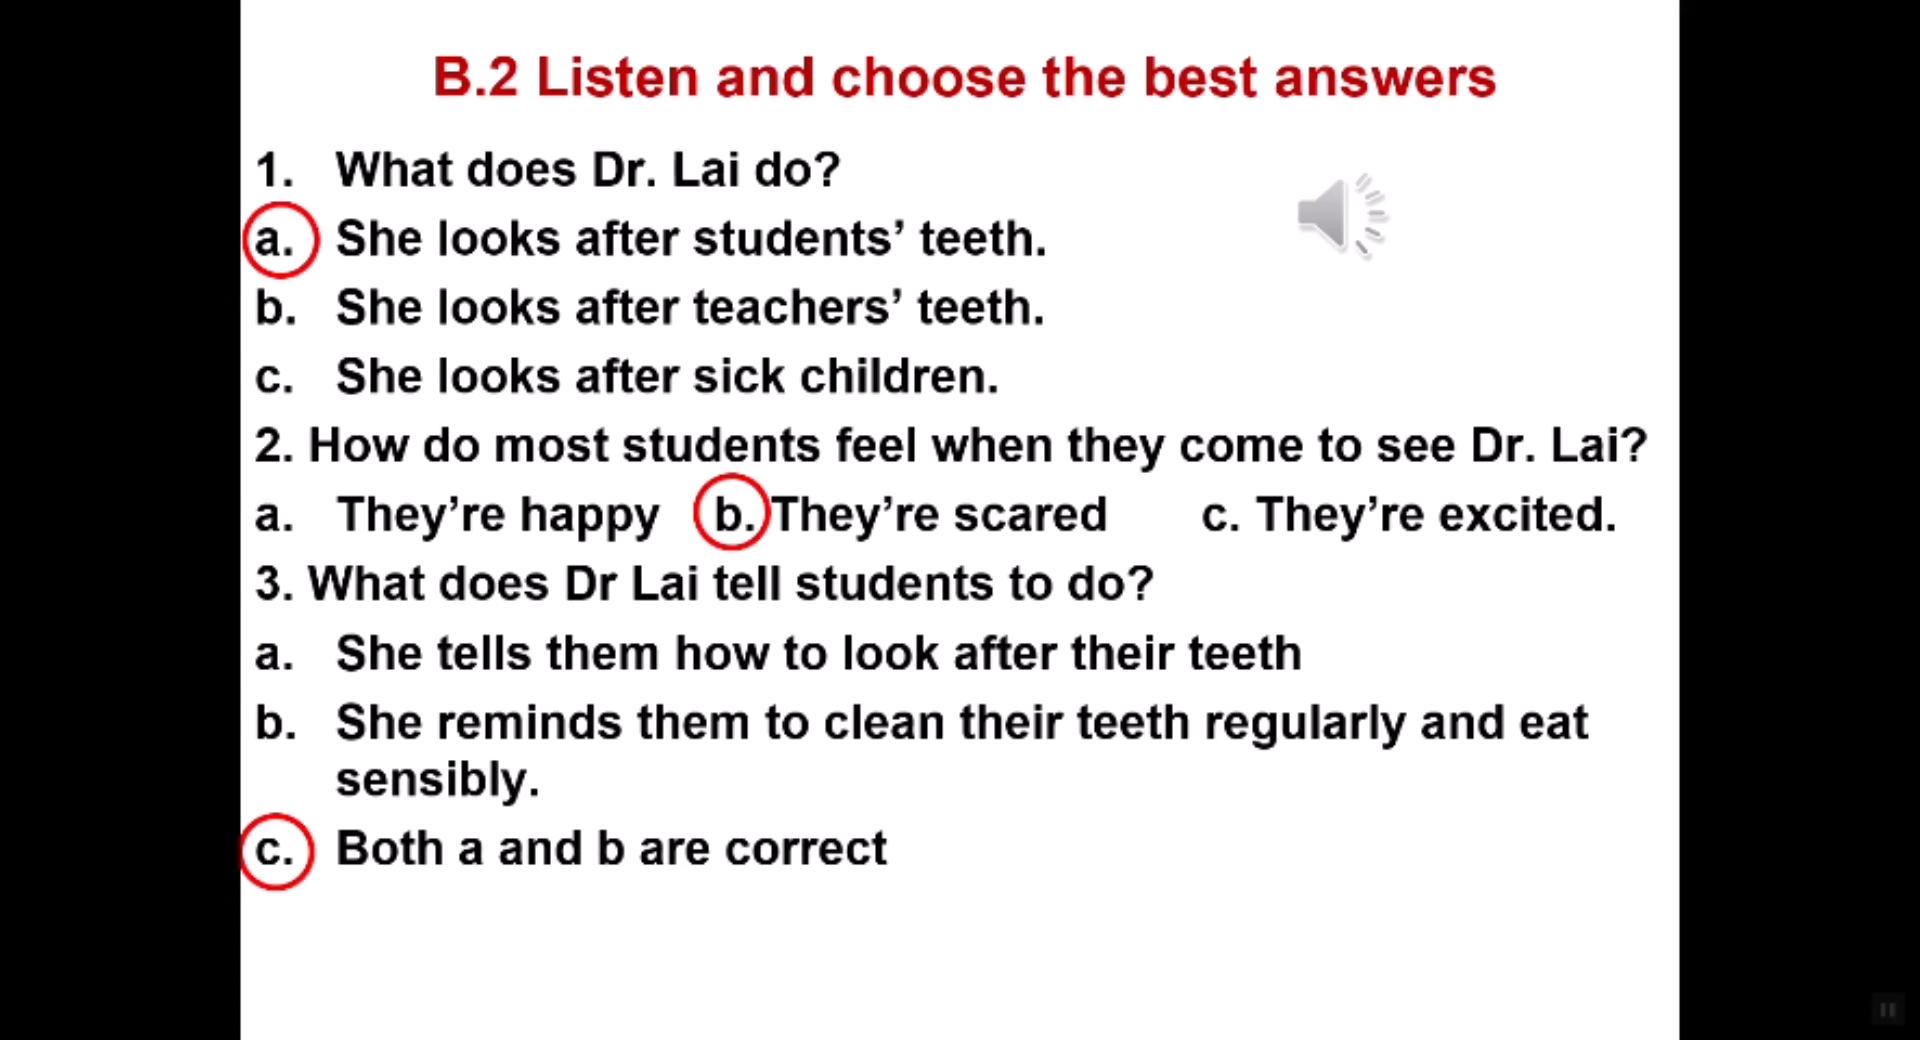 B.2 Listen and choose the best answers
1. What does Dr. Lai do?
a. She looks after students’ teeth.
b. She looks after teachers’ teeth.
c. She looks after sick children.
2. How do most students feel when they come to see Dr. Lai?
a. They’re happy b. They’re scared c. They’re excited.
3. What does Dr Lai tell students to do?
a. She tells them how to look after their teeth
b. She reminds them to clean their teeth regularly and eat
sensibly.
c. Both a and b are correct